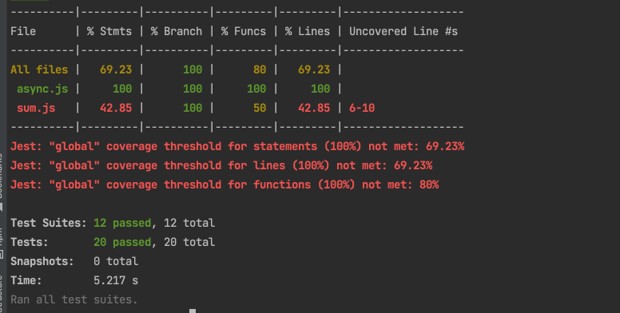 ----------|---------|----------|---------|---------|-------------------
File      | % Stmts | % Branch | % Funcs | % Lines | Uncovered Line #s
----------|---------|----------|---------|---------|-------------------
All files |   69.23 |      100 |      80 |   69.23 |
 async.js |     100 |      100 |     100 |     100 |
 sum.js   |   42.85 |      100 |      50 |   42.85 | 6-10
----------|---------|----------|---------|---------|-------------------
Jest: "global" coverage threshold for statements (100%) not met: 69.23%
Jest: "global" coverage threshold for lines (100%) not met: 69.23%
Jest: "global" coverage threshold for functions (100%) not met: 80%
Test Suites: 12 passed, 12 total
Tests:       20 passed, 20 total
Snapshots:   0 total
Time:        5.217 s
Ran all test suites.